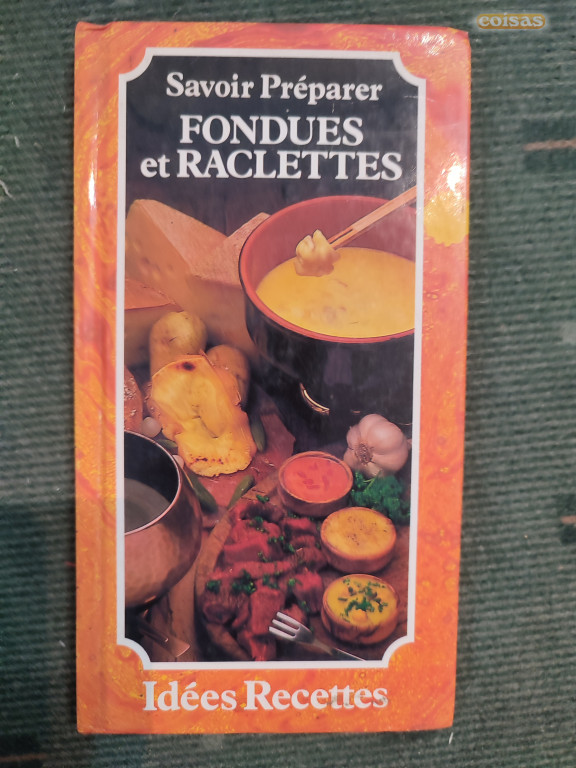 coisas
Savoir Préparer
FONDUES
et RACLETTES
Idées Recettes